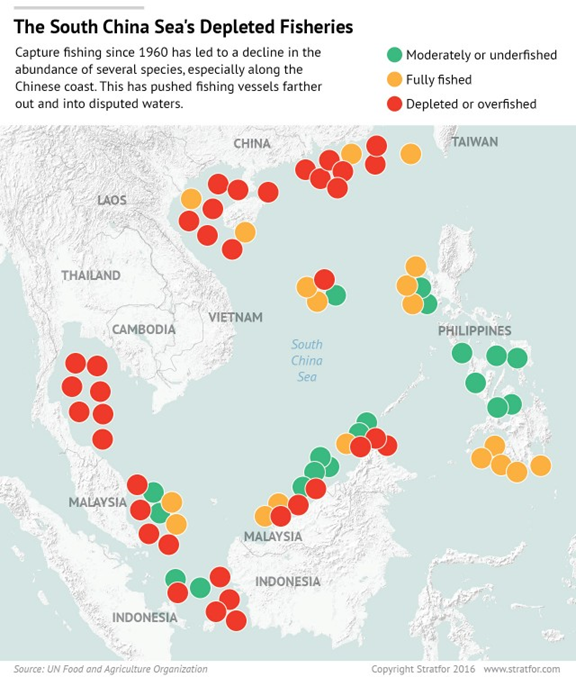 The South China Sea's Depleted Fisheries
Capture fishing since 1960 has led to a decline in the
abundance of several species, especially along the
Chinese coast. This has pushed fishing vessels farther
out and into disputed waters.
Moderately or underfished
Fully fished
Depleted or overfished
CHINA
TAIWAN
LAOS
THAILAND
VIETNAM
CAMBODIA
PHILIPPINES
South
China
Sea
MALAYSIA
MALAYSIA
INDONESIA
INDONESIA
Source: UN Food and Agriculture Organization
Copyright Stratfor 2016 www.stratfor.com